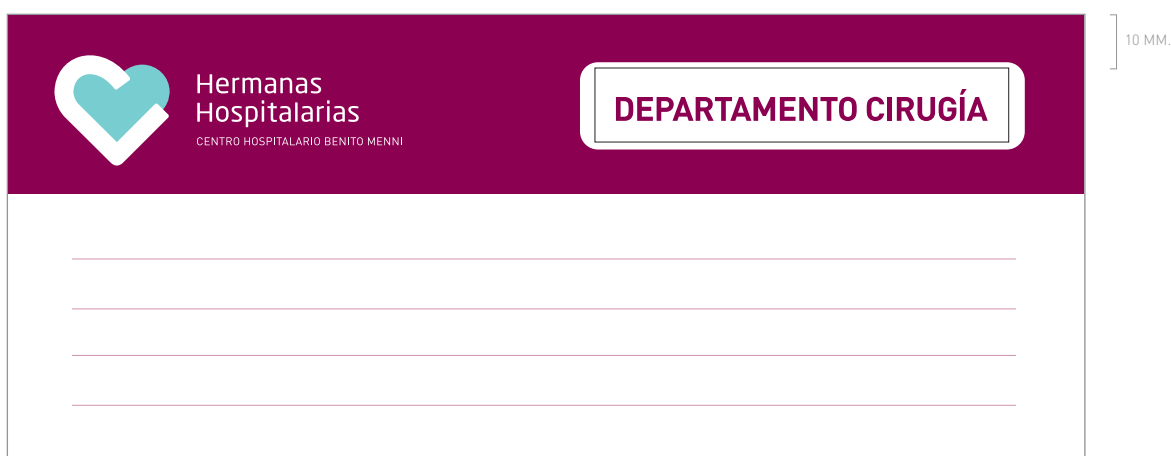 Hermanas
Hospitalarias
CENTRO HOSPITALARIO BENITO MENNI
DEPARTAMENTO CIRUGÍA
10 MM.